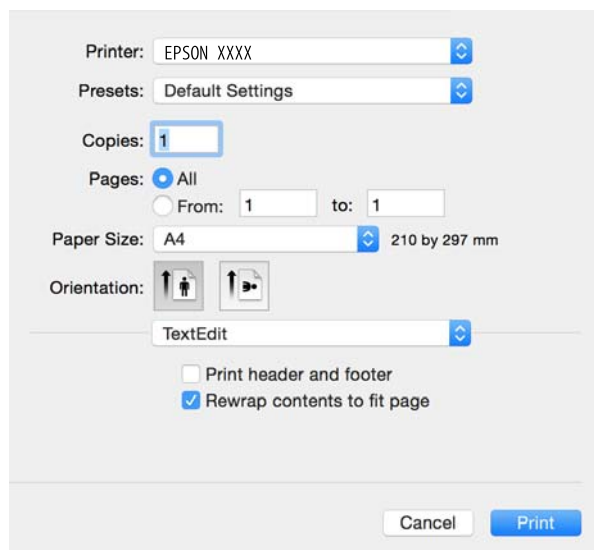 Printer: EPSON XXXX
Presets: Default Settings
Copies: 1
Pages: All
From: 1 to: 1
Paper Size: A4 210 by 297 mm
Orientation:
TextEdit
Print header and footer
Rewrap contents to fit page
Cancel Print